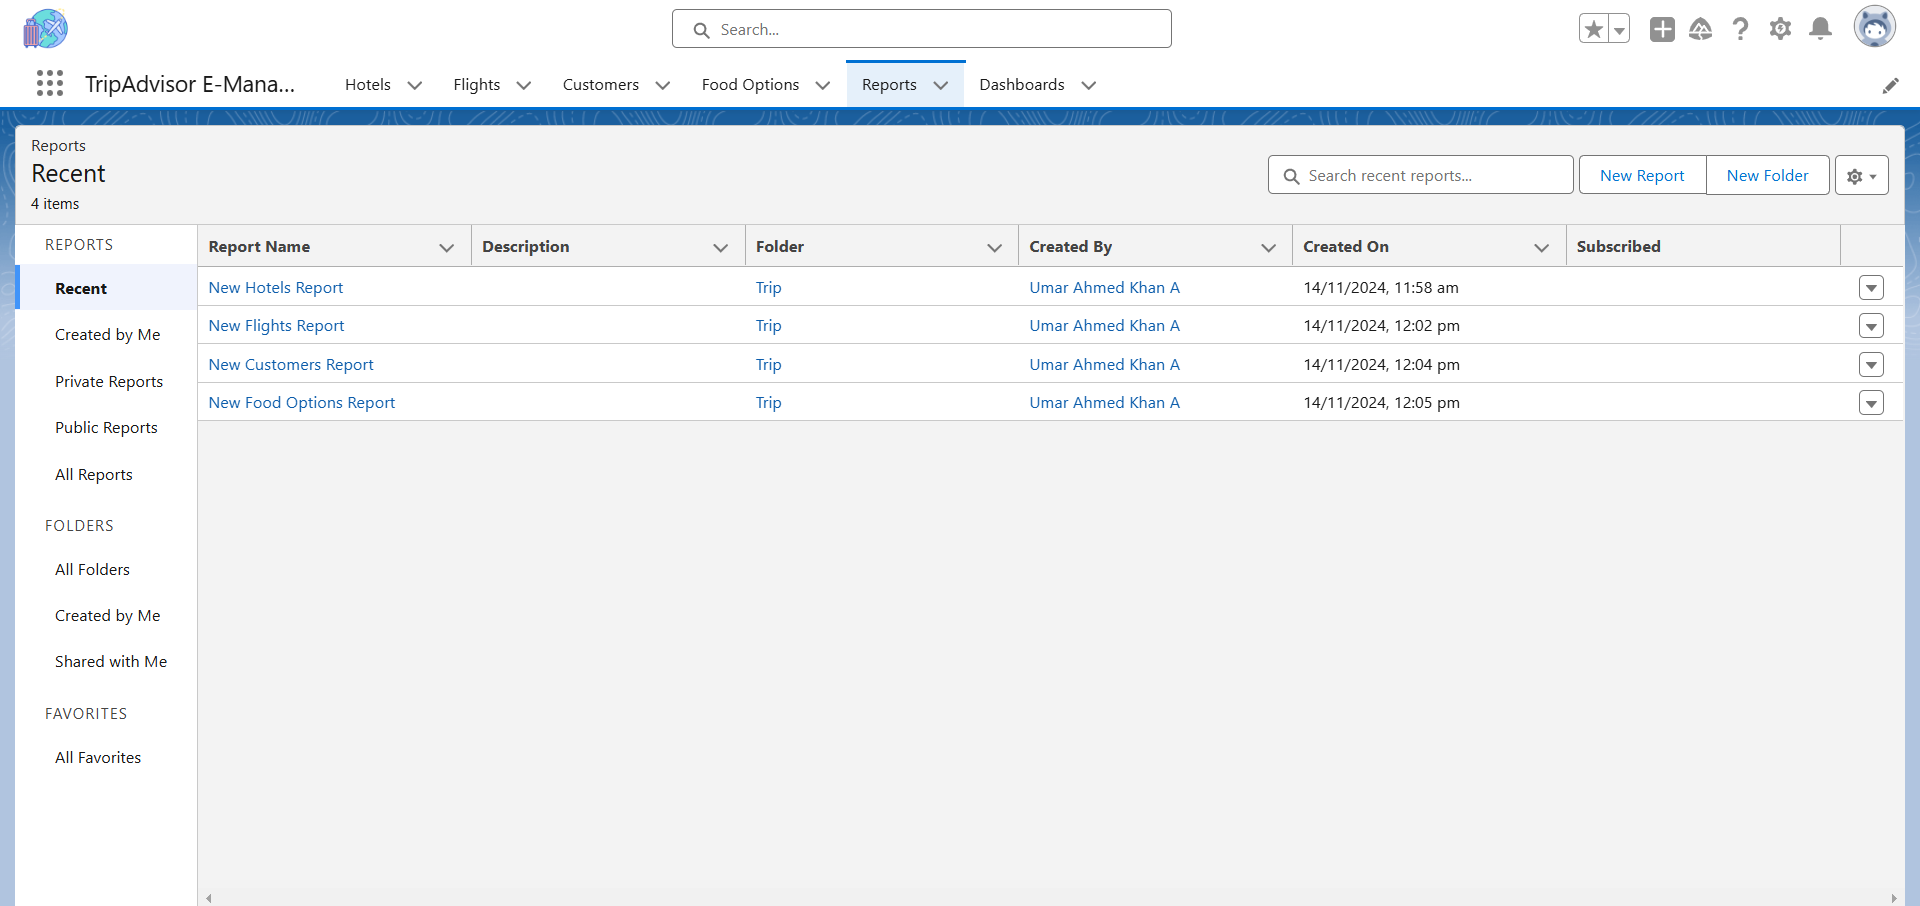 Search...
TripAdvisor E-Mana...
Hotels
Flights
Customers
Food Options
Reports
Dashboards
Reports
Recent
4 items
Search recent reports...
New Report
New Folder
REPORTS
Recent
Created by Me
Private Reports
Public Reports
All Reports
FOLDERS
All Folders
Created by Me
Shared with Me
FAVORITES
All Favorites
Report Name Description Folder Created By Created On Subscribed
New Hotels Report Trip Umar Ahmed Khan A 14/11/2024, 11:58 am
New Flights Report Trip Umar Ahmed Khan A 14/11/2024, 12:02 pm
New Customers Report Trip Umar Ahmed Khan A 14/11/2024, 12:04 pm
New Food Options Report Trip Umar Ahmed Khan A 14/11/2024, 12:05 pm